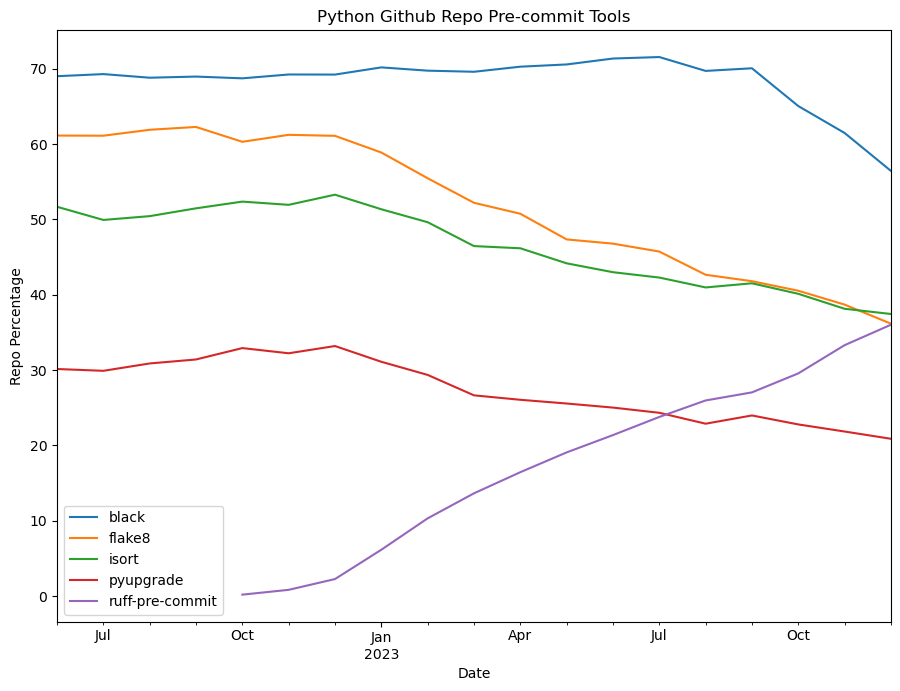 Python Github Repo Pre-commit Tools
Repo Percentage
70
60
50
40
30
20
10
0
black
flake8
isort
pyupgrade
ruff-pre-commit
Jul
Oct
Jan
2023
Apr
Jul
Oct
Date